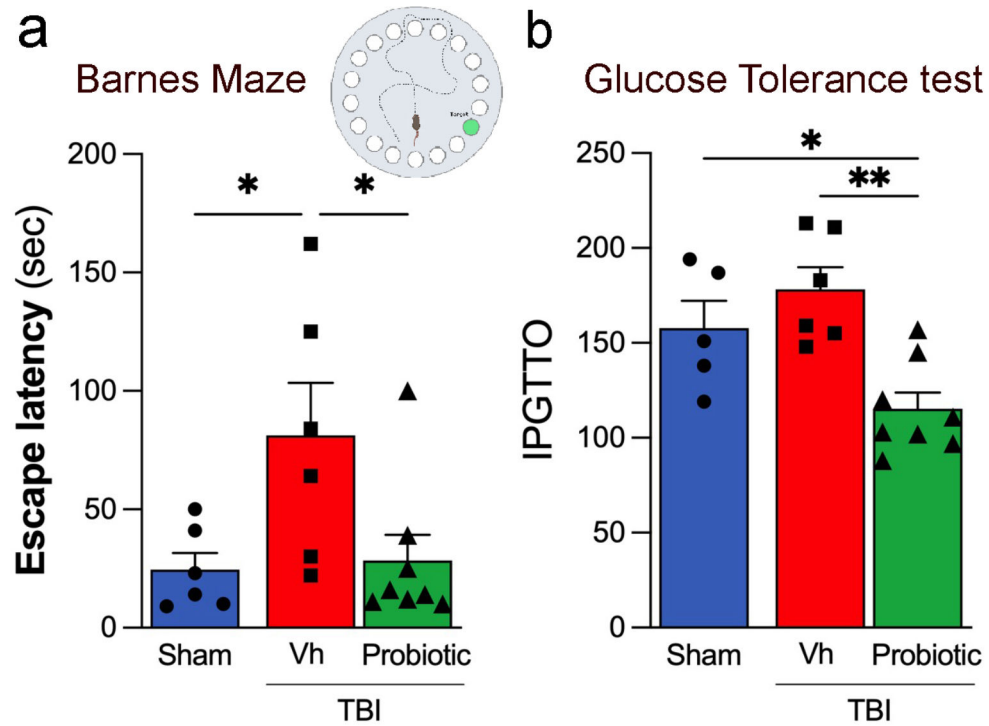 a
Barnes Maze
Target
200
150
100
50
0
Escape latency (sec)
*
*
Sham
Vh
Probiotic
TBI
b
Glucose Tolerance test
250
200
150
100
50
0
IPGTTO
*
**
Sham
Vh
Probiotic
TBI